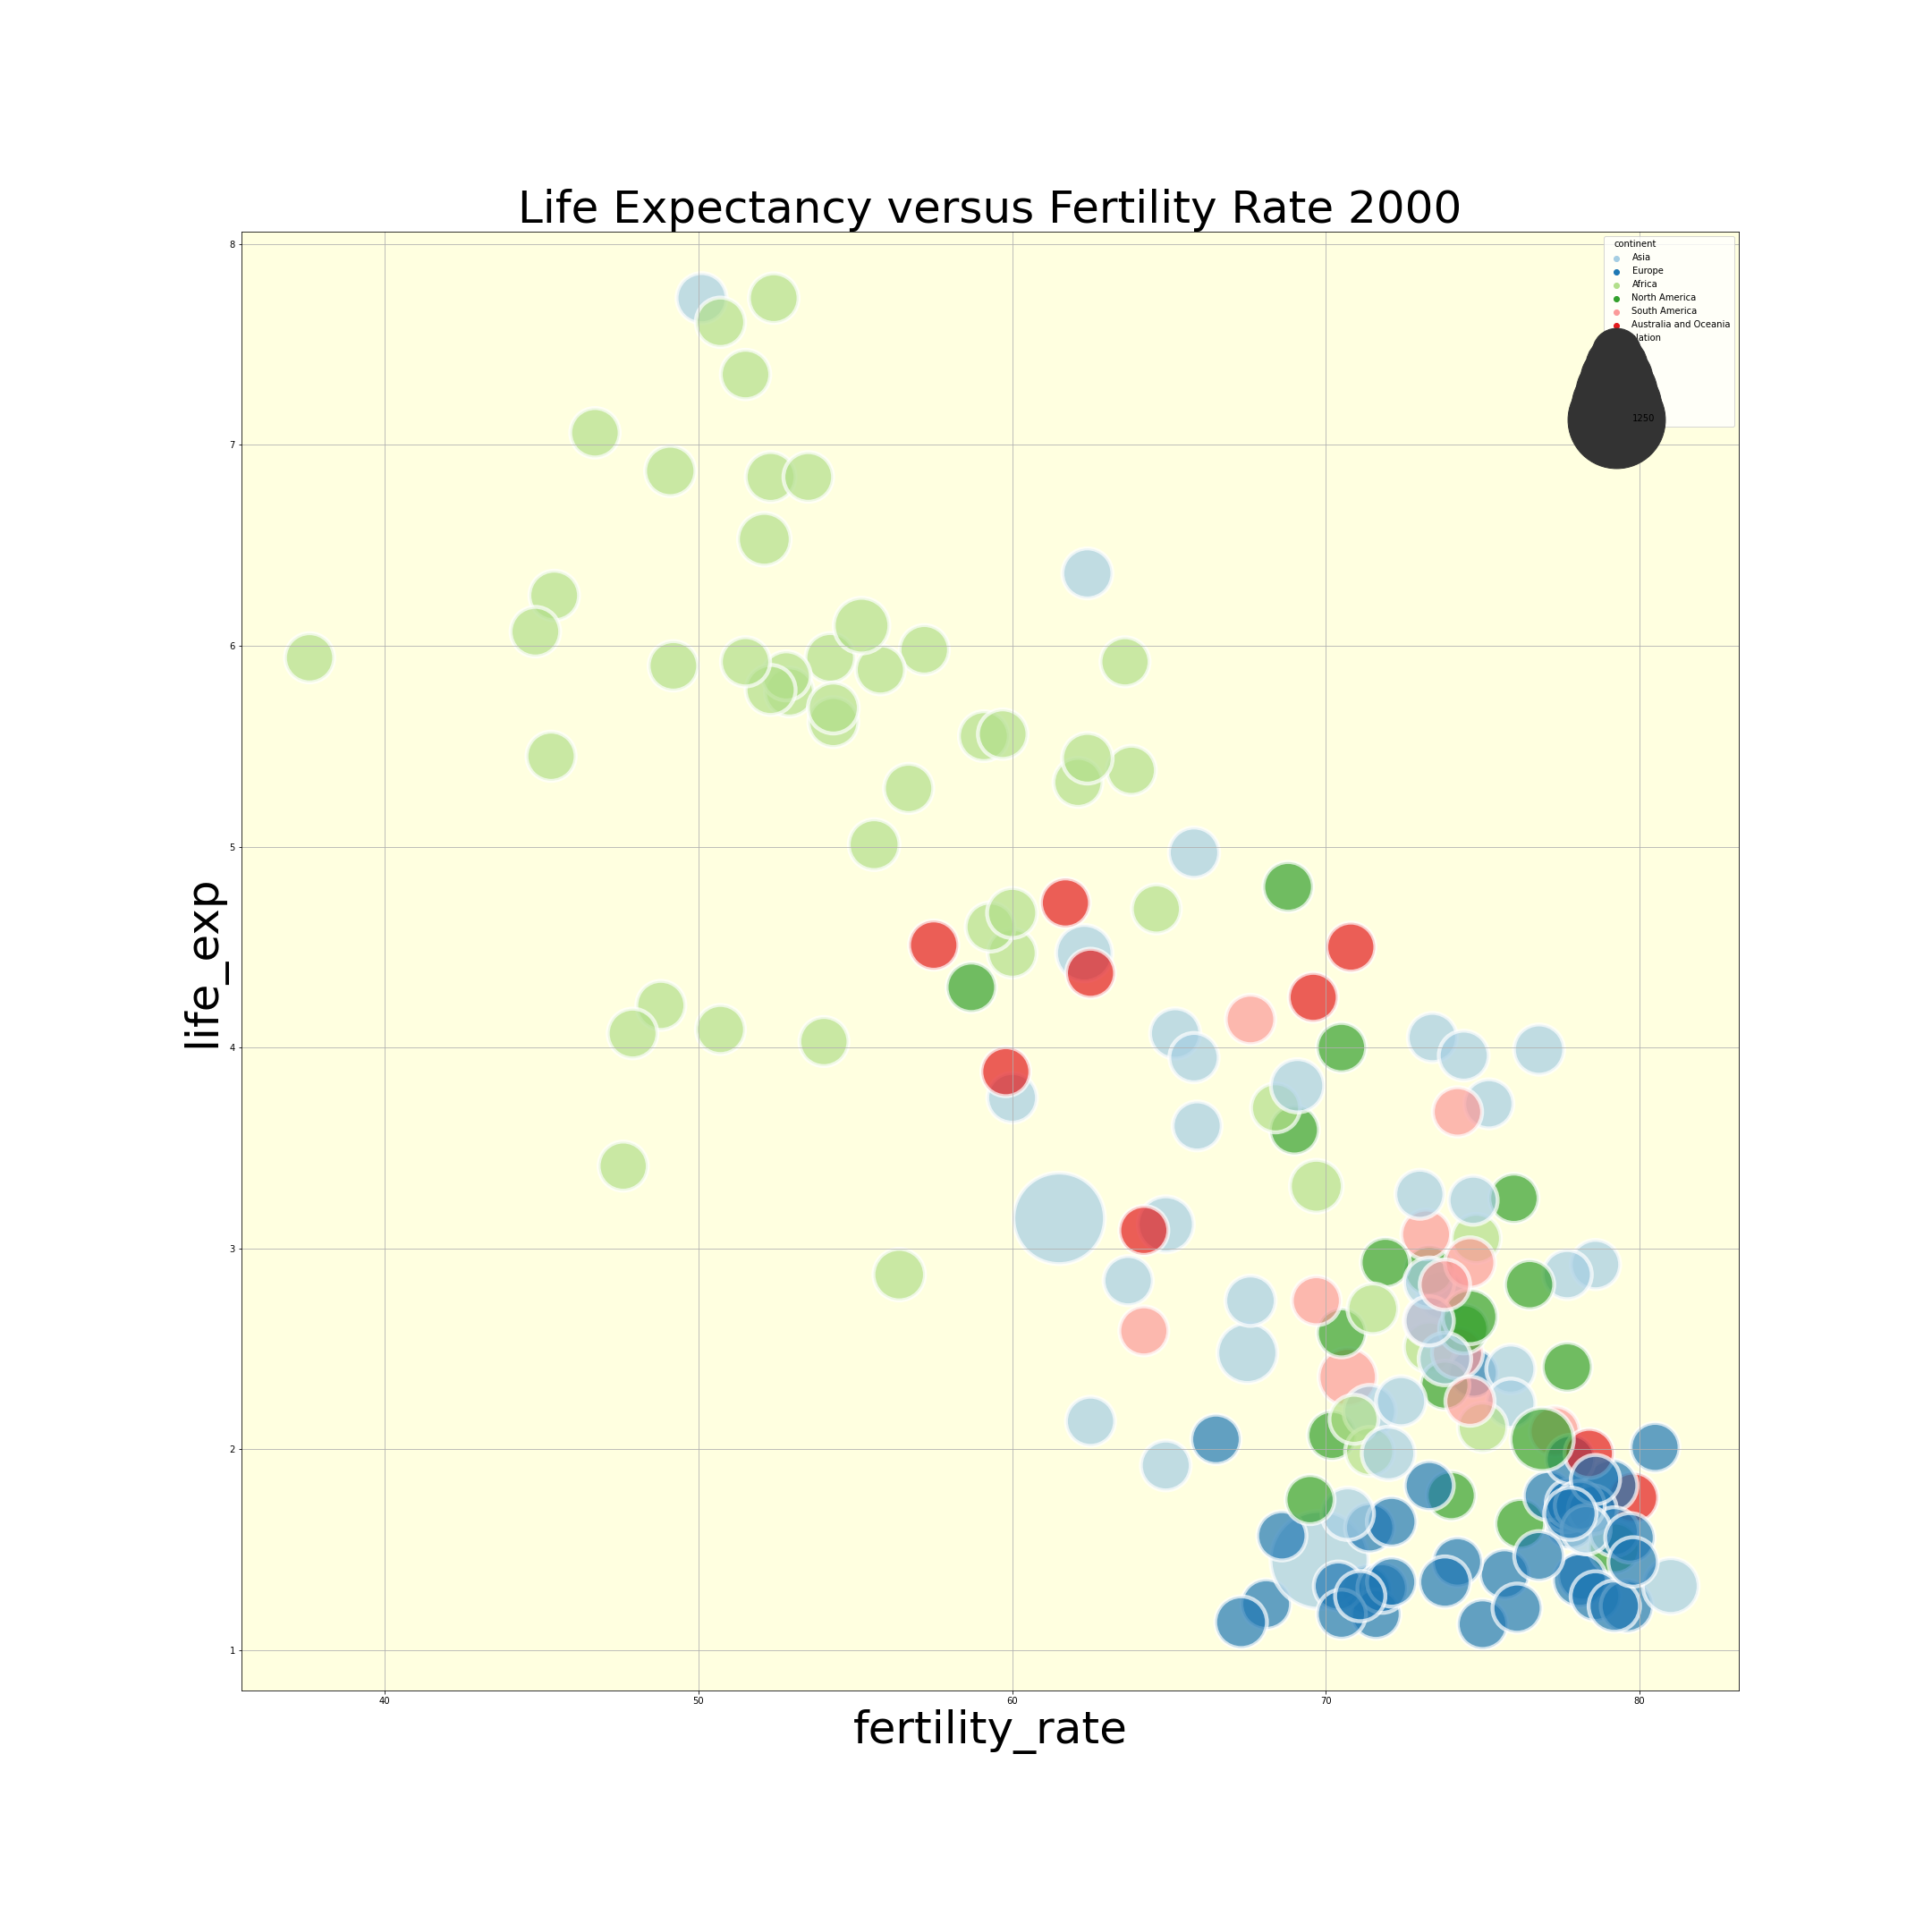 Life Expectancy versus Fertility Rate 2000
8
7
6
5
4
3
2
1
life_exp
40
50
60
70
80
fertility_rate
continent
Asia
Europe
Africa
North America
South America
Australia and Oceania
1250